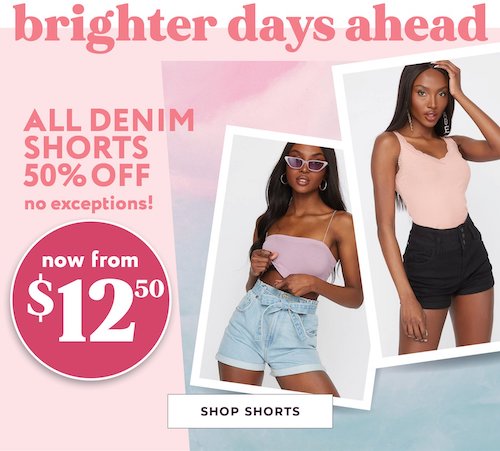 brighter days ahead
ALL DENIM
SHORTS
50% OFF
no exceptions!
now from
$12.50
SHOP SHORTS